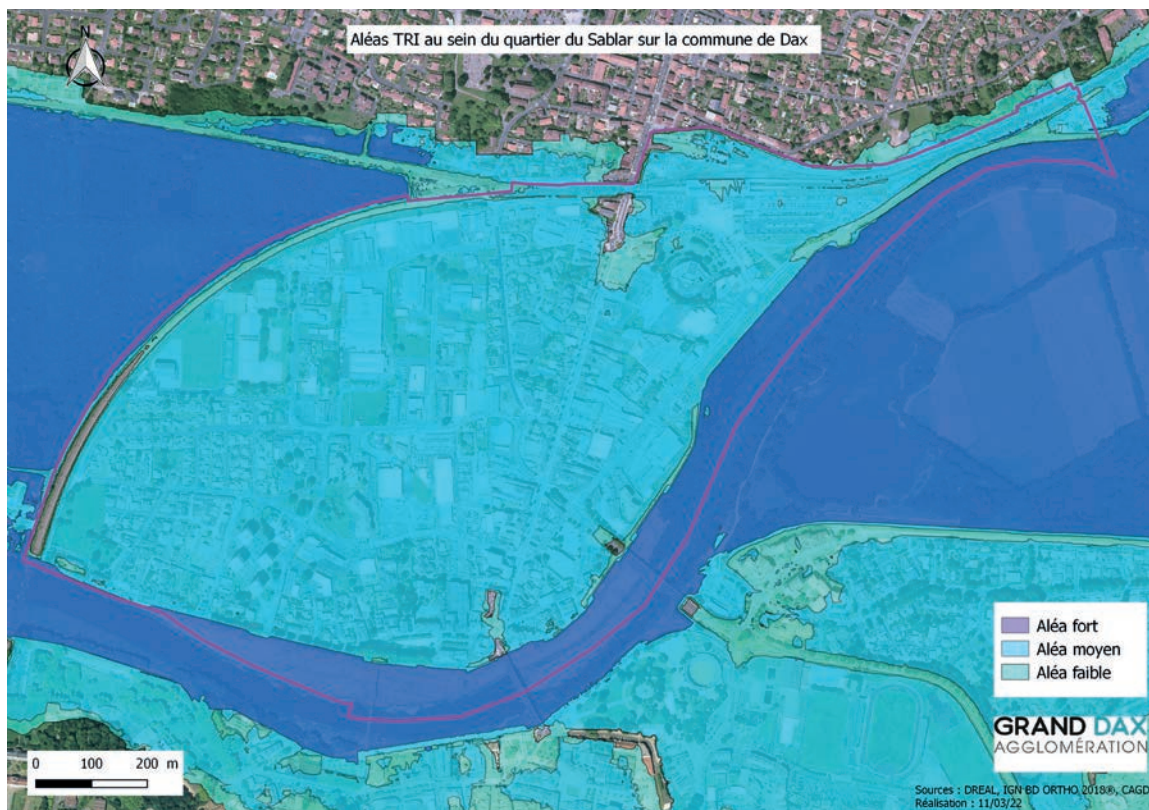 Aléas TRI au sein du quartier du Sablar sur la commune de Dax
N
Aléa fort
Aléa moyen
Aléa faible
GRAND DAX
AGGLOMÉRATION
0 100 200 m
Sources : DREAL, IGN BD ORTHO 2018®, CAGD
Réalisation : 11/03/22